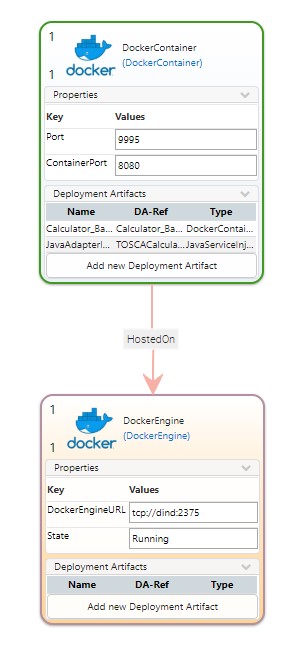 1
DockerContainer
(DockerContainer)
1
docker
Properties
Key Values
Port 9995
ContainerPort 8080
Deployment Artifacts
Name DA-Ref Type
Calculator_Ba... Calculator_Ba... DockerContai...
JavaAdapterI... TOSCACalcula... JavaServiceInj...
Add new Deployment Artifact
HostedOn
1
DockerEngine
(DockerEngine)
1
docker
Properties
Key Values
DockerEngineURL tcp://dind:2375
State Running
Deployment Artifacts
Name DA-Ref Type
Add new Deployment Artifact